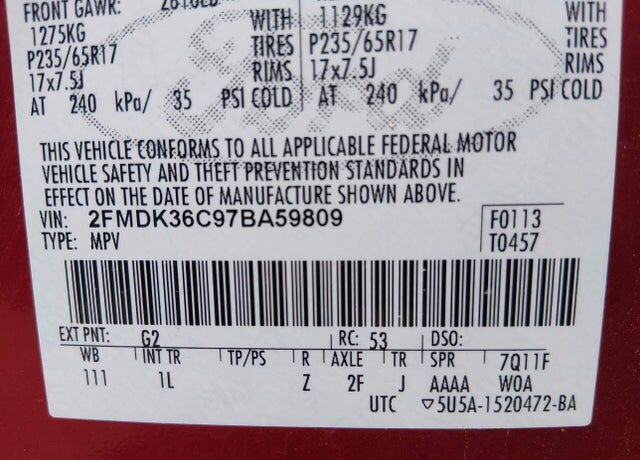 FRONT GAWR: WITH 1129KG WITH
1275KG TIRES P235/65R17 TIRES
P235/65R17 RIMS 17x7.5J RIMS
17x7.5J
AT 240 kPa/ 35 PSI COLD AT 240 kPa/ 35 PSI COLD
Ford
THIS VEHICLE CONFORMS TO ALL APPLICABLE FEDERAL MOTOR
VEHICLE SAFETY AND THEFT PREVENTION STANDARDS IN
EFFECT ON THE DATE OF MANUFACTURE SHOWN ABOVE.
VIN: 2FMDK36C97BA59809 F0113
TYPE: MPV T0457
EXT PNT: G2 RC: 53 DSO:
WB INT TR TP/PS R AXLE TR SPR 7Q11F
111 1L Z 2F J AAAA WOA
UTC ▽5U5A-1520472-BA